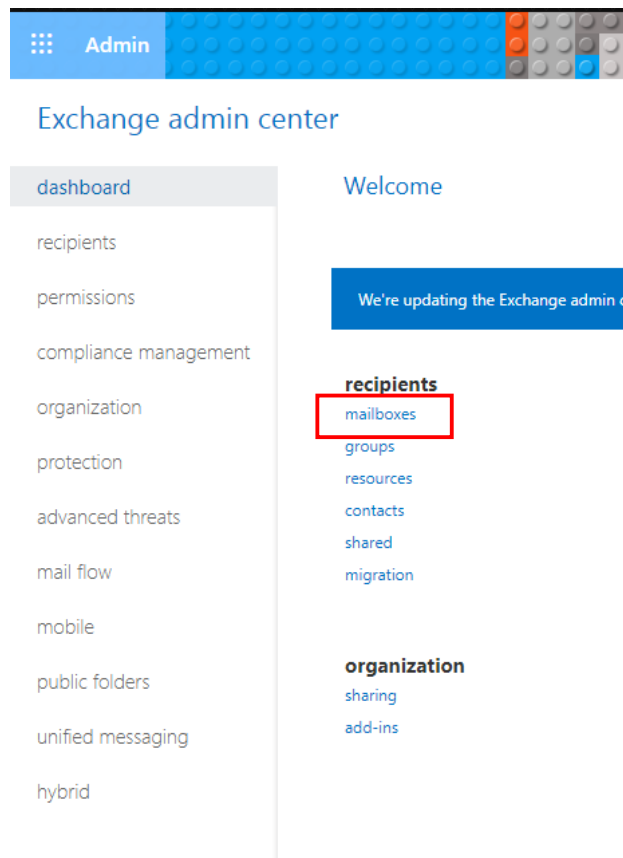 Admin
Exchange admin center
dashboard
recipients
permissions
compliance management
organization
protection
advanced threats
mail flow
mobile
public folders
unified messaging
hybrid
Welcome
We're updating the Exchange admin
recipients
mailboxes
groups
resources
contacts
shared
migration
organization
sharing
add-ins